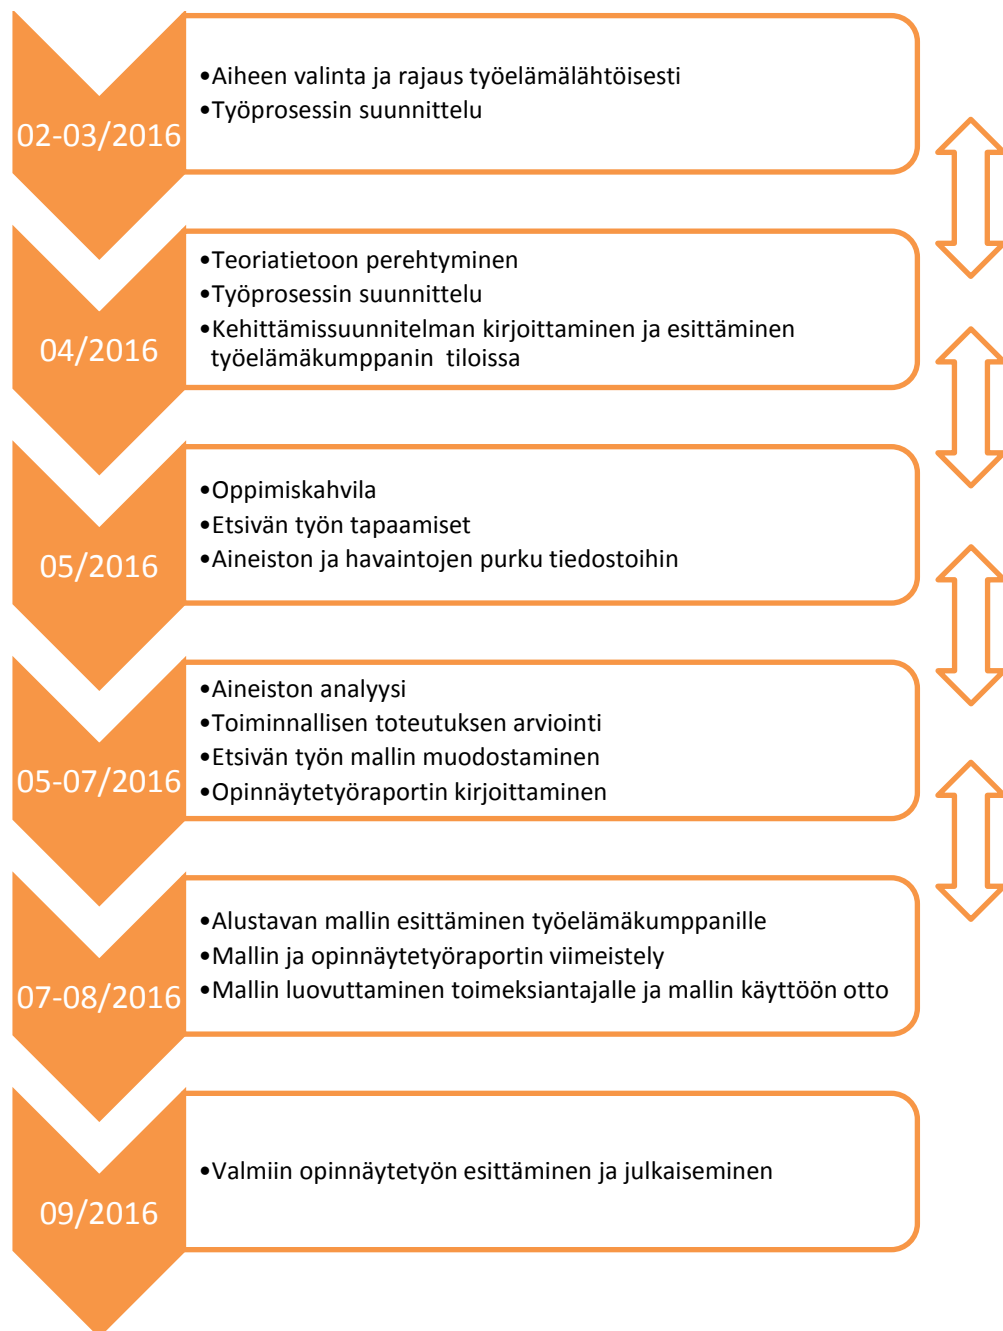 02-03/2016
•Aiheen valinta ja rajaus työelämälähtöisesti
•Työprosessin suunnittelu
04/2016
•Teoriatietoon perehtyminen
•Työprosessin suunnittelu
•Kehittämissuunnitelman kirjoittaminen ja esittäminen
työelämäkumppanin tiloissa
05/2016
•Oppimiskahvila
•Etsivän työn tapaamiset
•Aineiston ja havaintojen purku tiedostoihin
05-07/2016
•Aineiston analyysi
•Toiminnallisen toteutuksen arviointi
•Etsivän työn mallin muodostaminen
•Opinnäytetyöraportin kirjoittaminen
07-08/2016
•Alustavan mallin esittäminen työelämäkumppanille
•Mallin ja opinnäytetyöraportin viimeistely
•Mallin luovuttaminen toimeksiantajalle ja mallin käyttöön otto
09/2016
•Valmiin opinnäytetyön esittäminen ja julkaiseminen